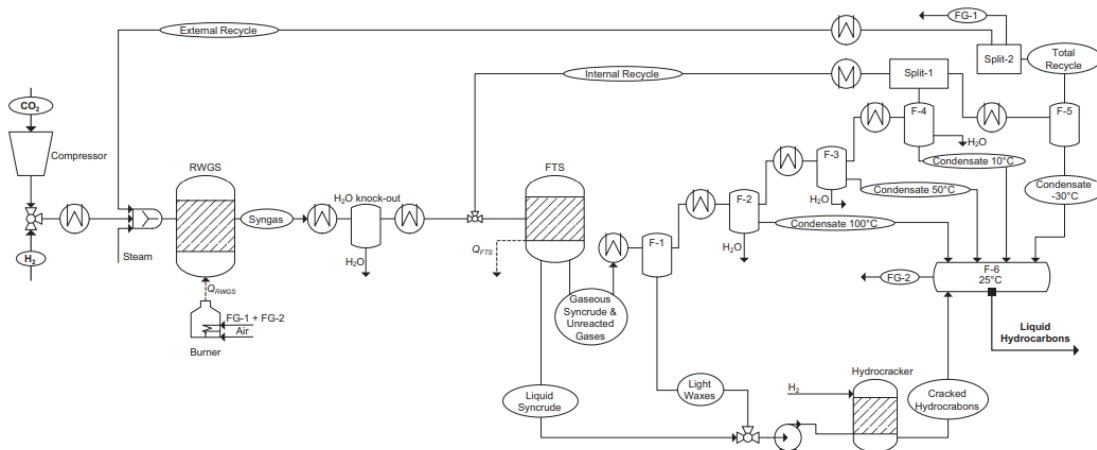 FG-1
External Recycle
Split-2
Total
Recycle
Internal Recycle
Split-1
CO2
F-4
F-5
Compressor
H2O
RWGS
FTS
F-3
Condensate 10°C
H2O knock-out
Condensate 50°C
Condensate
-30°C
Syngas
F-2
H2O
Condensate 100°C
QFTS
F-1
H2O
H2
Steam
H2O
F-6
25°C
FG-2
QRWGS
Gaseous
Syncrude &
Unreacted
Gases
FG-1 + FG-2
Air
Burner
Liquid
Hydrocarbons
Hydrocracker
Light
Waxes
H2
Liquid
Syncrude
Cracked
Hydrocrabons